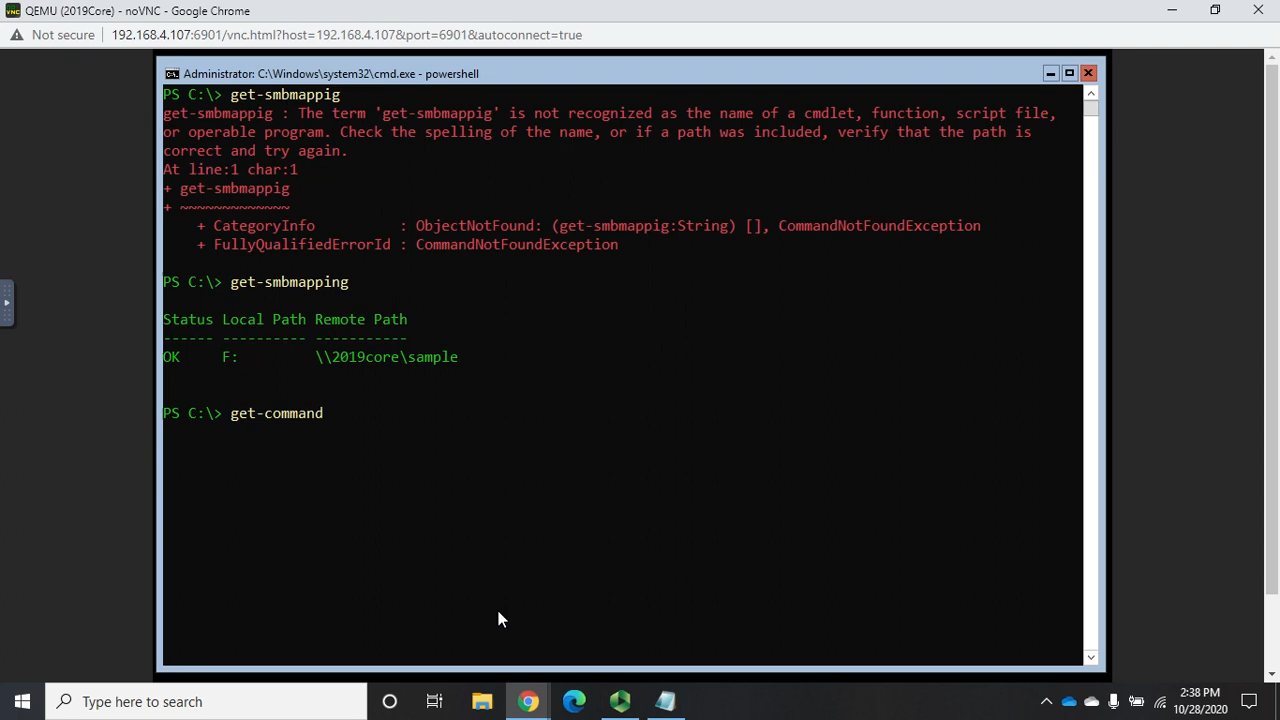 QEMU (2019Core) - noVNC - Google Chrome
Not secure 192.168.4.107:6901/vnc.html?host=192.168.4.107&port=6901&autoconnect=true
Administrator: C:\Windows\system32\cmd.exe - powershell
PS C:\> get-smbmappig
get-smbmappig : The term 'get-smbmappig' is not recognized as the name of a cmdlet, function, script file,
or operable program. Check the spelling of the name, or if a path was included, verify that the path is
correct and try again.
At line:1 char:1
+ get-smbmappig
+ ~~~~~~~~~~~~~
+ CategoryInfo : ObjectNotFound: (get-smbmappig:String) [], CommandNotFoundException
+ FullyQualifiedErrorId : CommandNotFoundException
PS C:\> get-smbmapping
Status Local Path Remote Path
------ ---------- -----------
OK F: \\2019core\sample
PS C:\> get-command
Type here to search
2:38 PM
10/28/2020